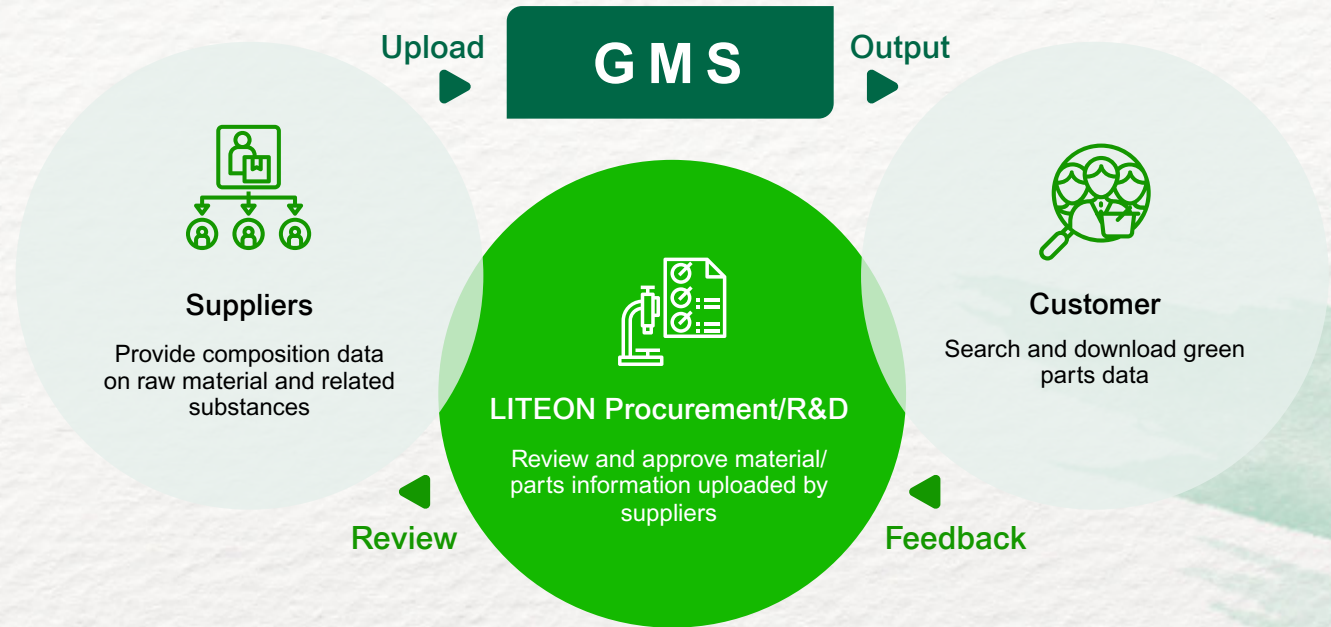 Upload
GMS
Output
Suppliers
Provide composition data
on raw material and related
substances
LITEON Procurement/R&D
Review and approve material/
parts information uploaded by
suppliers
Customer
Search and download green
parts data
Review
Feedback